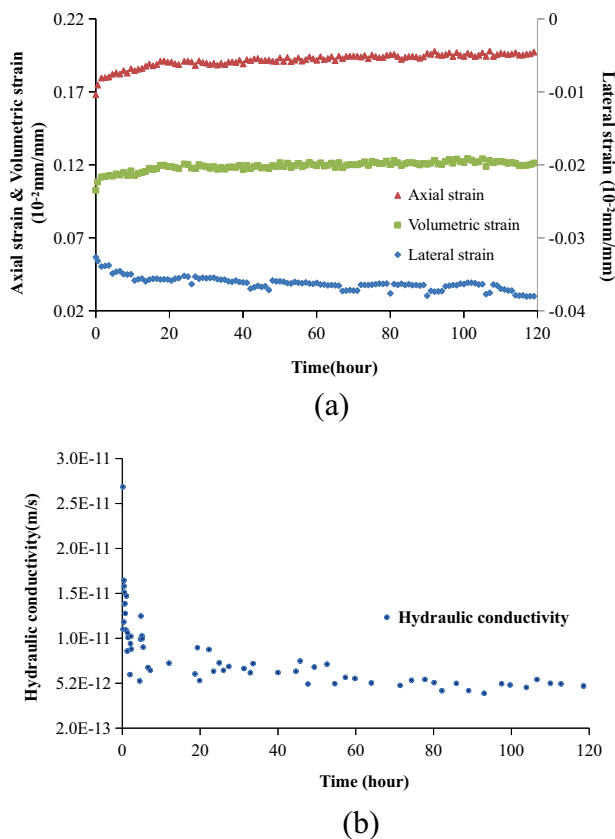 0.22
0.17
0.12
0.07
0.02
Axial strain & Volumetric strain
(10-2mm/mm)
0
-0.01
-0.02
-0.03
-0.04
Lateral strain (10-2mm/mm)
Axial strain
Volumetric strain
Lateral strain
0 20 40 60 80 100 120
Time(hour)
(a)
3.0E-11
2.5E-11
2.0E-11
1.5E-11
1.0E-11
5.2E-12
2.0E-13
Hydraulic conductivity(m/s)
Hydraulic conductivity
0 20 40 60 80 100 120
Time (hour)
(b)